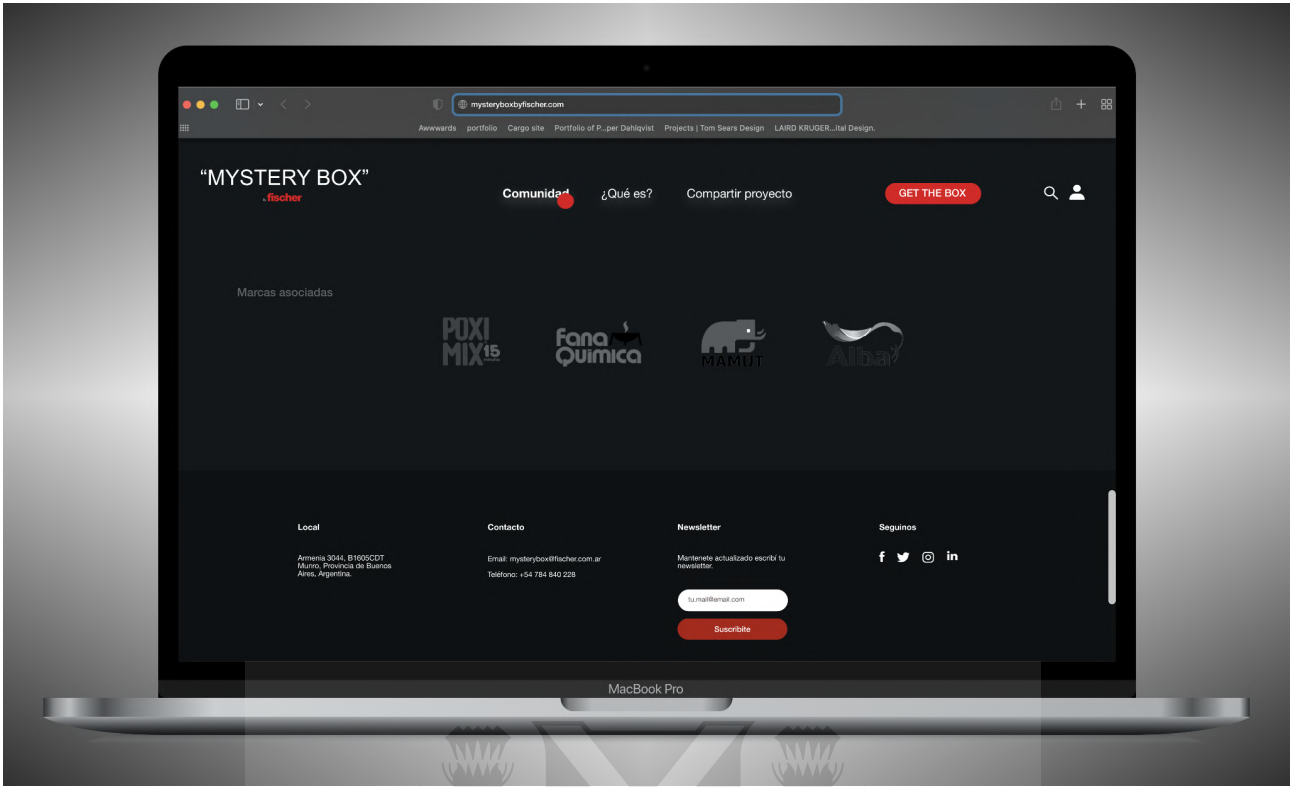 mysteryboxbyfischer.com
Awwwards portfolio Cargo site Portfolio of P...per Dahlqvist Projects | Tom Sears Design LAIRD KRUGER...ital Design.
“MYSTERY BOX”
fischer
Comunidad ¿Qué es? Compartir proyecto GET THE BOX
Marcas asociadas
POXI
MIX 15
Fana
Quimica
MAMUT
Alba
Local
Armenia 3044, B1605CDT
Munro, Provincia de Buenos
Aires, Argentina.
Contacto
Email: mysterybox@fischer.com.ar
Teléfono: +54 784 840 228
Newsletter
Mantenete actualizado escribí tu
newsletter.
tu.mail@email.com
Suscribite
Seguinos
MacBook Pro